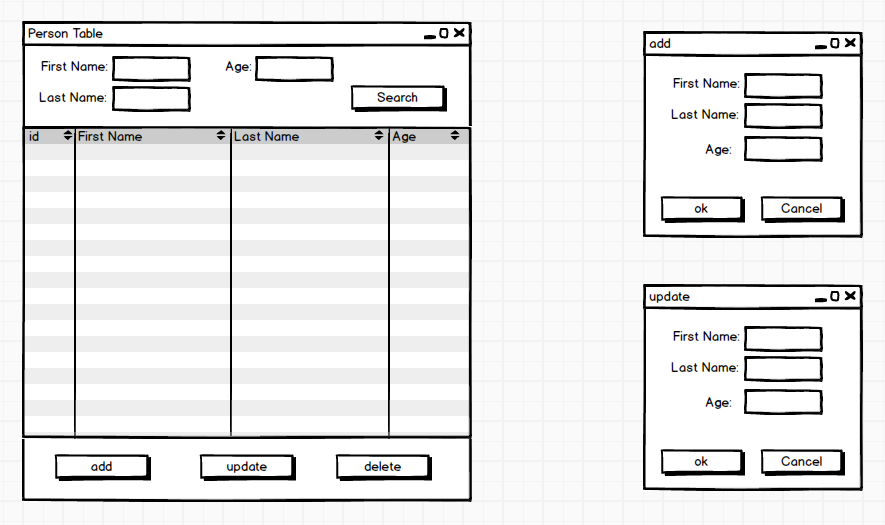 Person Table
First Name:
Age:
Last Name:
Search
id First Name Last Name Age
add update delete
add
First Name:
Last Name:
Age:
ok Cancel
update
First Name:
Last Name:
Age:
ok Cancel